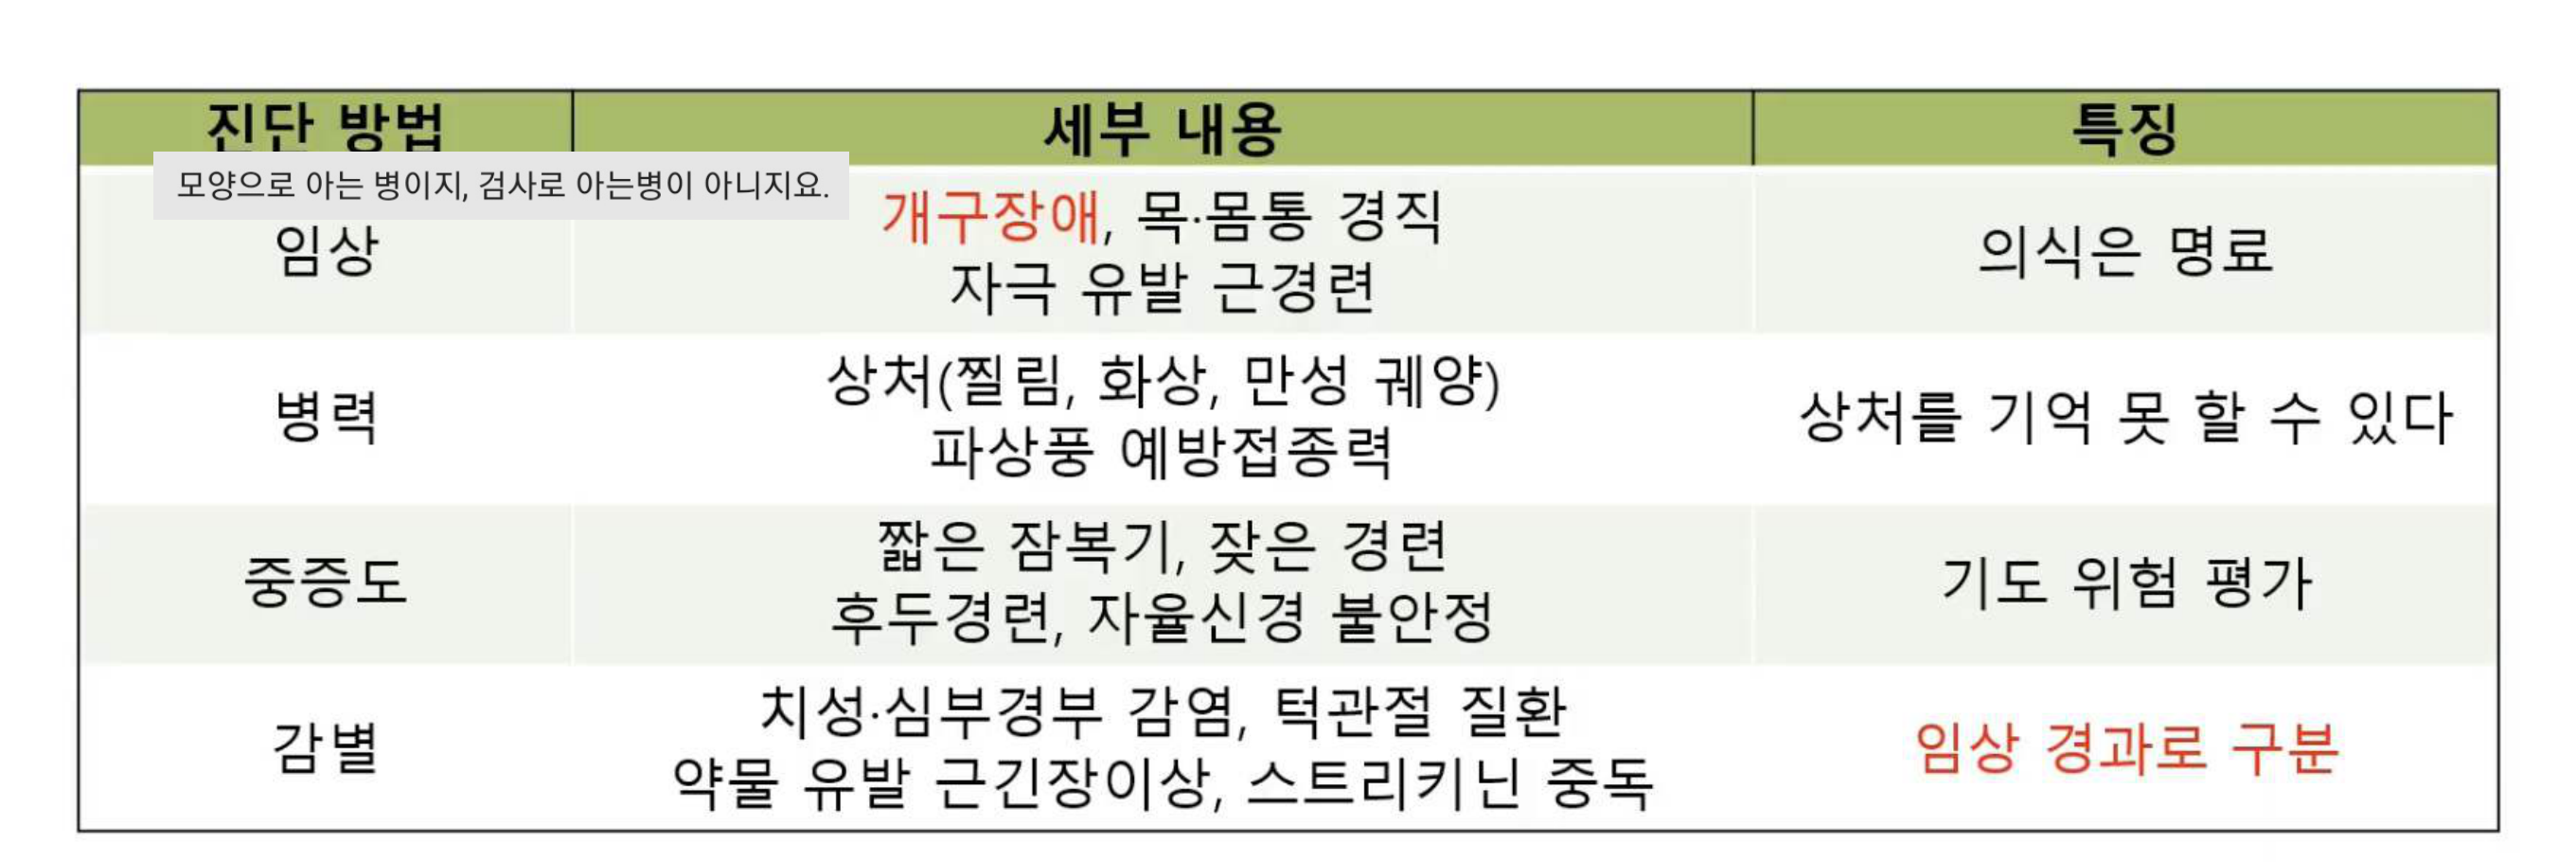 진단 방법 세부 내용 특징
모양으로 아는 병이지, 검사로 아는병이 아니지요.
임상
개구장애, 목·몸통 경직
자극 유발 근경련
의식은 명료
병력
상처(찔림, 화상, 만성 궤양)
파상풍 예방접종력
상처를 기억 못 할 수 있다
중증도
짧은 잠복기, 잦은 경련
후두경련, 자율신경 불안정
기도 위험 평가
감별
치성·심부경부 감염, 턱관절 질환
약물 유발 근긴장이상, 스트리키닌 중독
임상 경과로 구분